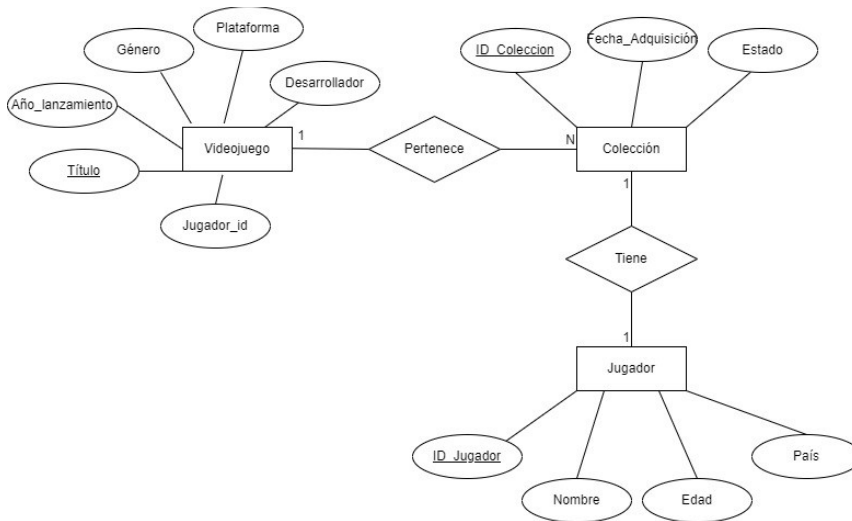 Plataforma
Género
Desarrollador
Año_lanzamiento
Título
Jugador_id
Videojuego
1
Pertenece
N
ID_Coleccion
Fecha_Adquisición
Estado
Colección
1
Tiene
1
Jugador
ID_Jugador
Nombre
Edad
País